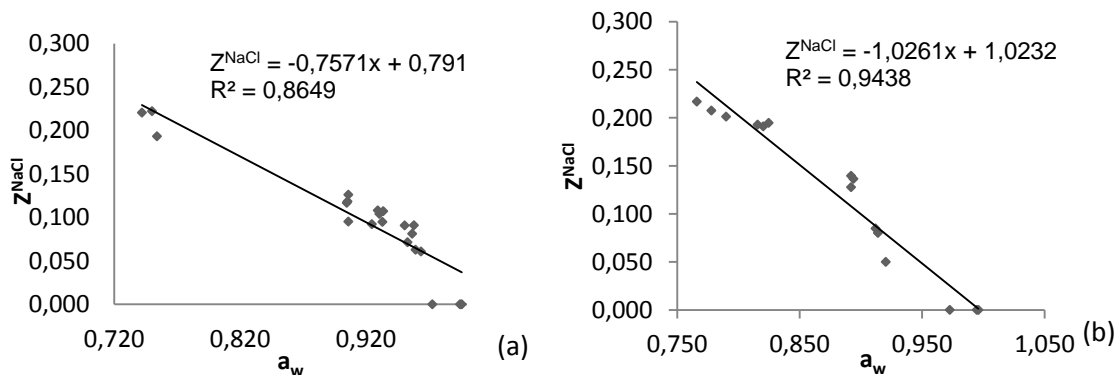 0,300
0,250
0,200
0,150
0,100
0,050
0,000
Z^NaCl
Z^NaCl = -0,7571x + 0,791
R² = 0,8649
0,720
0,820
0,920
a_w
(a)
0,300
0,250
0,200
0,150
0,100
0,050
0,000
Z^NaCl
Z^NaCl = -1,0261x + 1,0232
R² = 0,9438
0,750
0,850
0,950
1,050
a_w
(b)